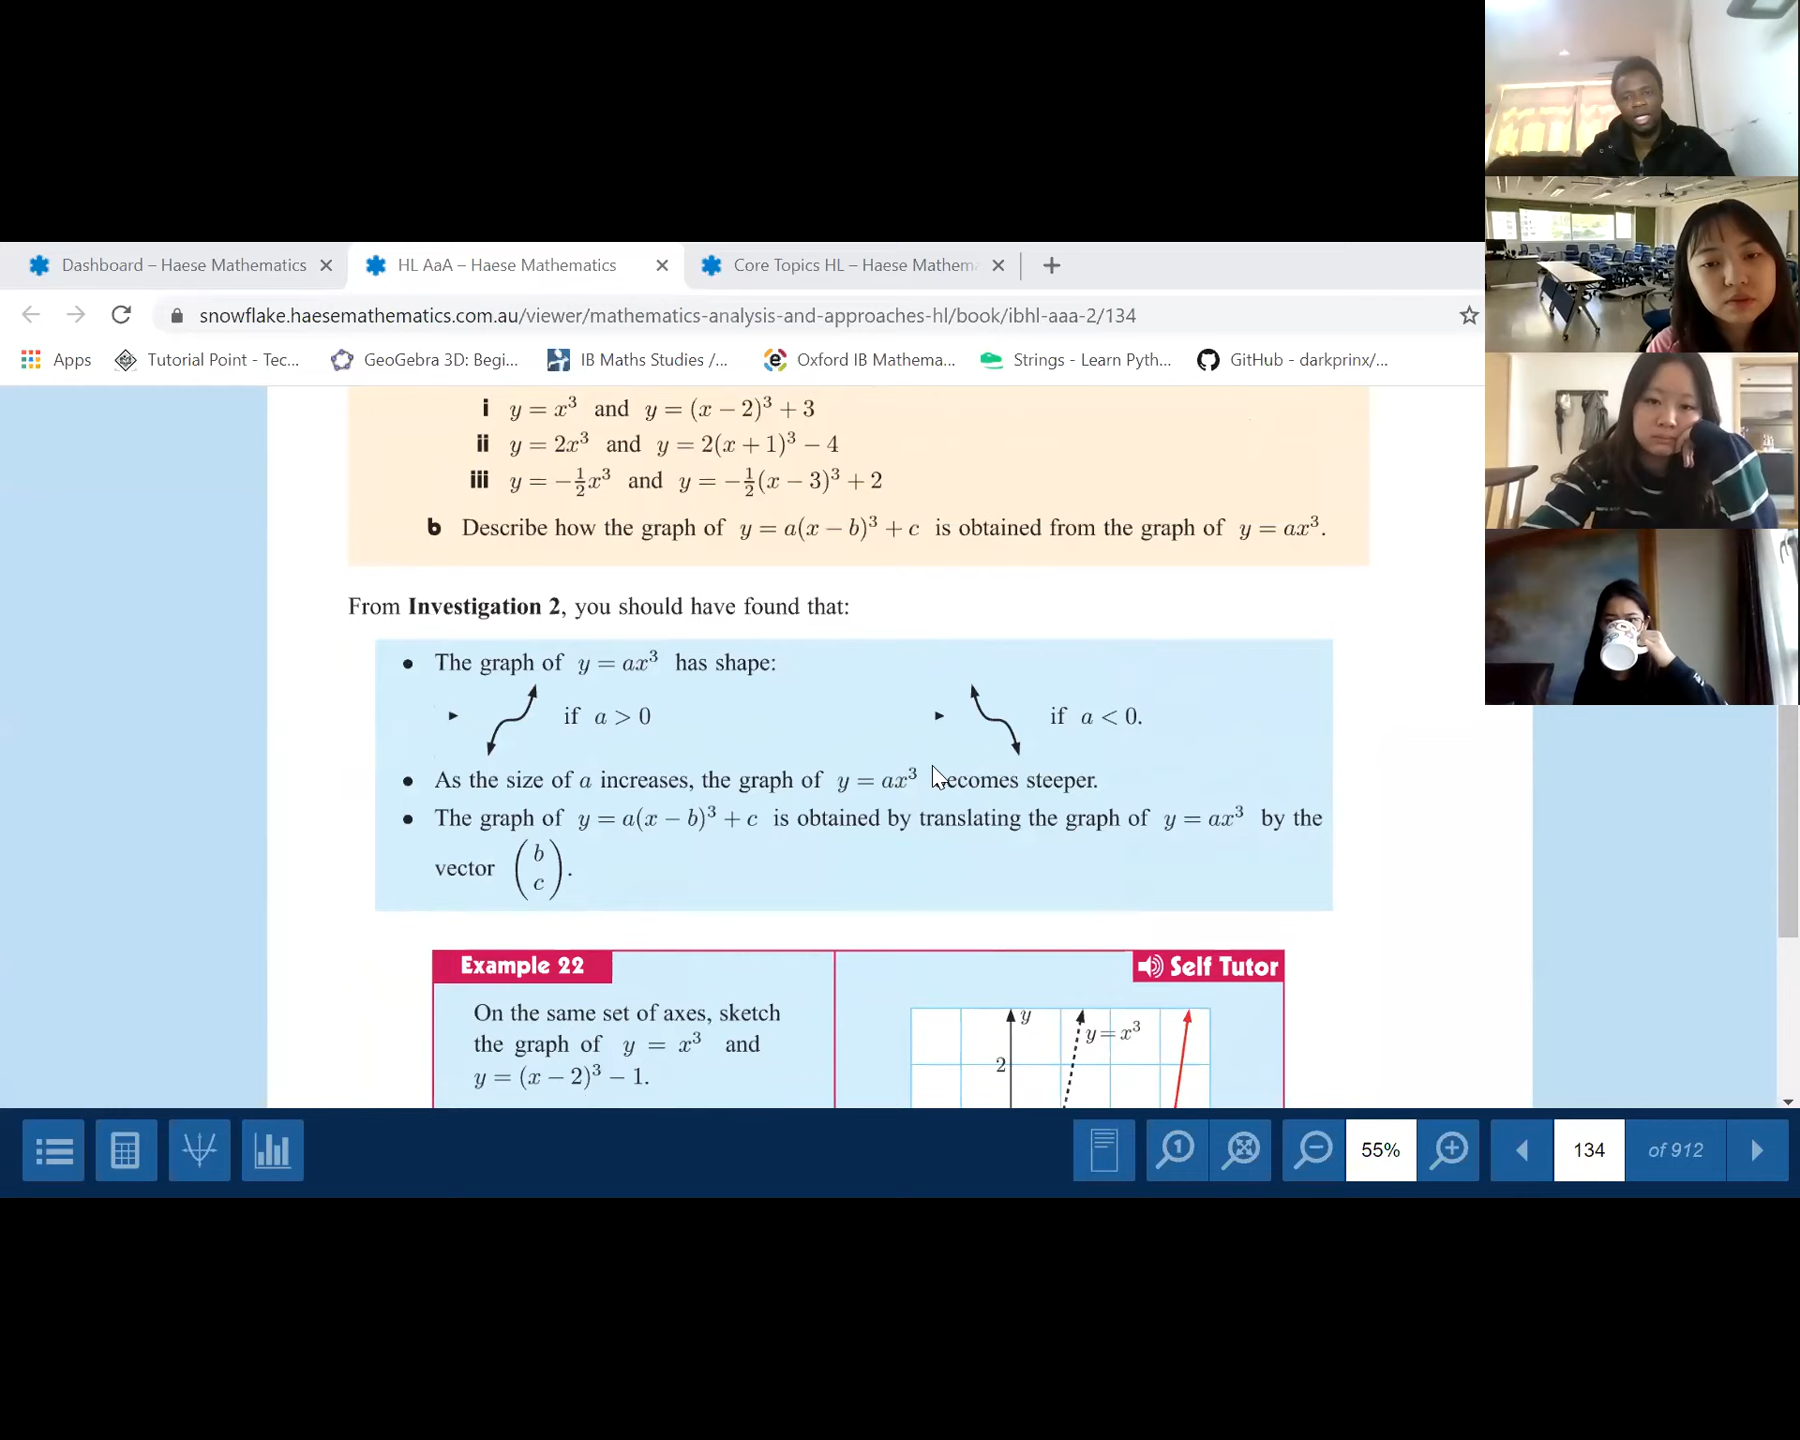 Dashboard – Haese Mathematics
HL AaA – Haese Mathematics
Core Topics HL – Haese Mathema
snowflake.haesemathematics.com.au/viewer/mathematics-analysis-and-approaches-hl/book/ibhl-aaa-2/134
Apps
Tutorial Point - Tec...
GeoGebra 3D: Begi...
IB Maths Studies /...
Oxford IB Mathema...
Strings - Learn Pyth...
GitHub - darkprinx/...
i y = x³ and y = (x − 2)³ + 3
ii y = 2x³ and y = 2(x + 1)³ − 4
iii y = −½x³ and y = −½(x − 3)³ + 2
b Describe how the graph of y = a(x − b)³ + c is obtained from the graph of y = ax³.
From Investigation 2, you should have found that:
• The graph of y = ax³ has shape:
► if a > 0 ► if a < 0.
• As the size of a increases, the graph of y = ax³ becomes steeper.
• The graph of y = a(x − b)³ + c is obtained by translating the graph of y = ax³ by the
vector (b c).
Example 22
Self Tutor
On the same set of axes, sketch
the graph of y = x³ and
y = (x − 2)³ − 1.
y
y = x³
2
1
55%
134
of 912